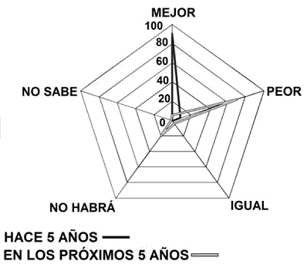 MEJOR
100
80
60
40
20
0
NO SABE
PEOR
NO HABRÁ
IGUAL
HACE 5 AÑOS
EN LOS PRÓXIMOS 5 AÑOS